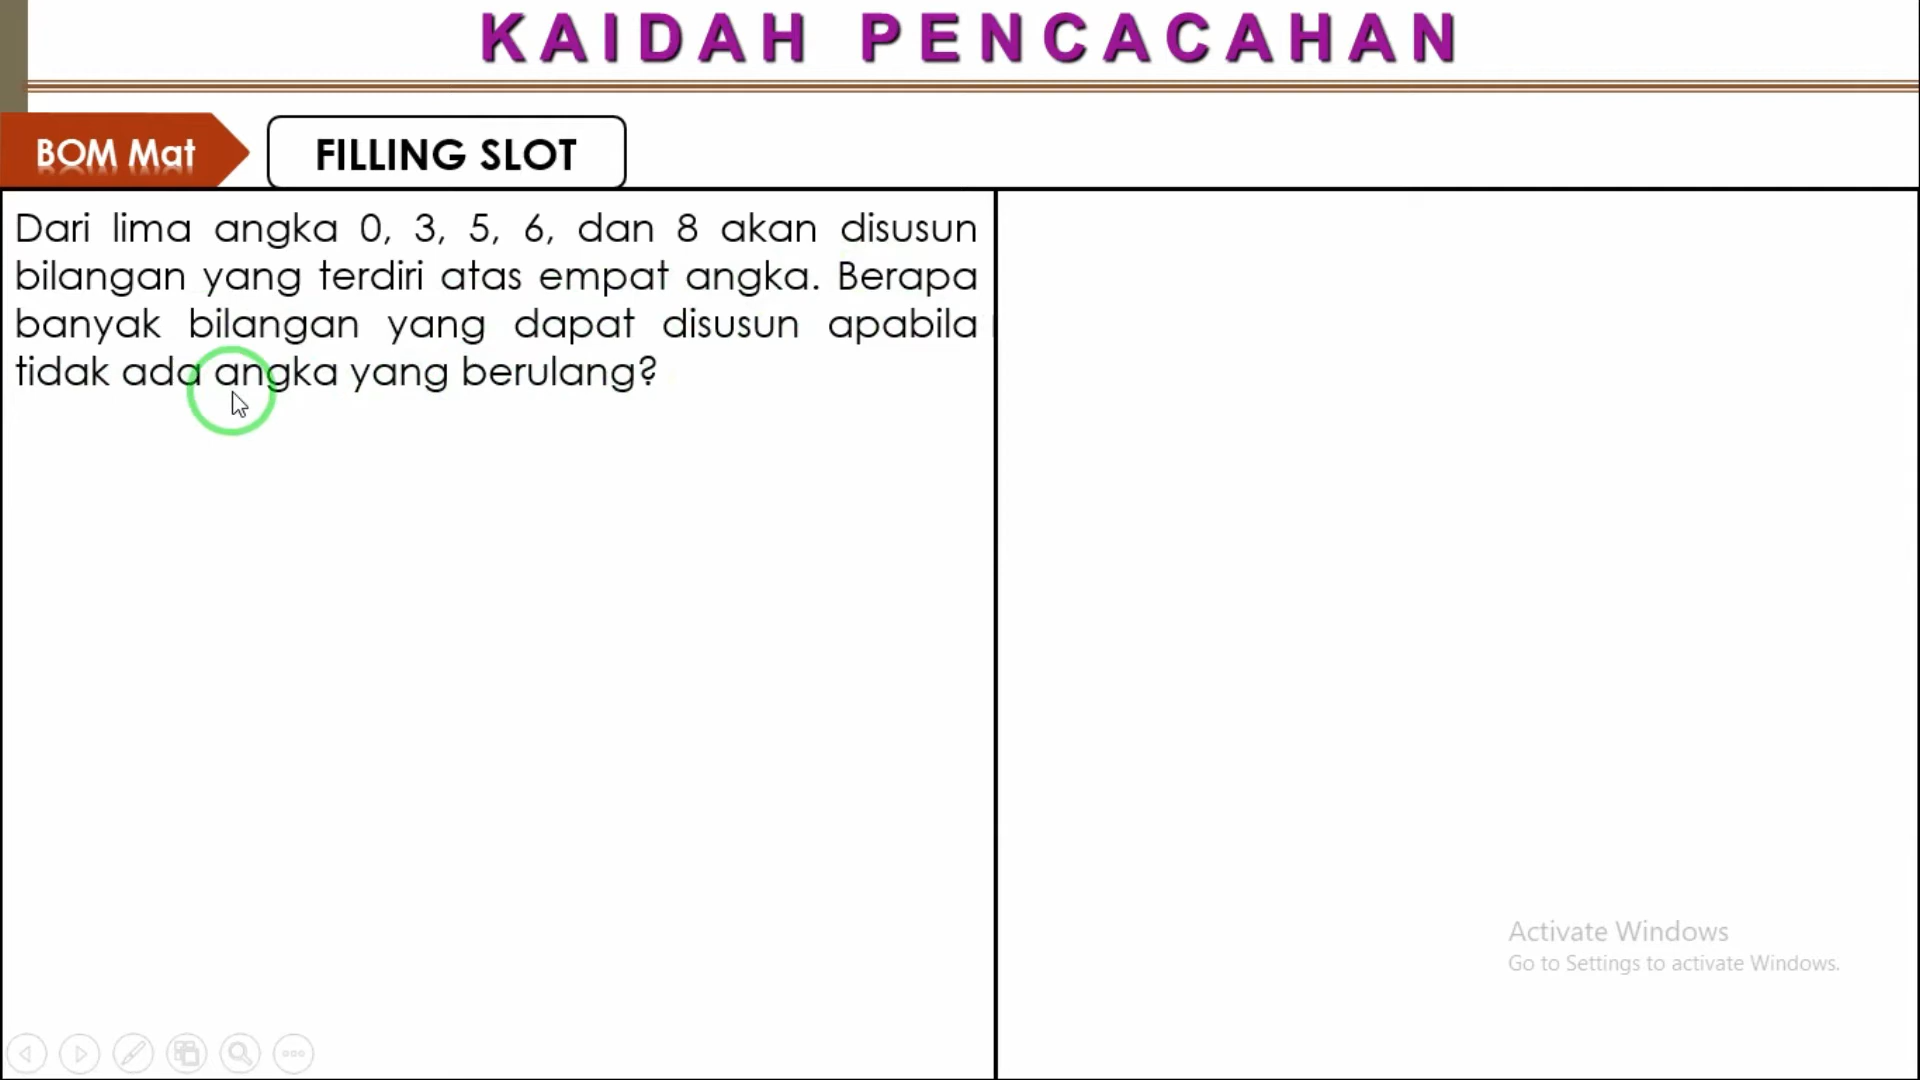 KAIDAH PENCACAHAN
BOM Mat
FILLING SLOT
Dari lima angka 0, 3, 5, 6, dan 8 akan disusun
bilangan yang terdiri atas empat angka. Berapa
banyak bilangan yang dapat disusun apabila
tidak ada angka yang berulang?
Activate Windows
Go to Settings to activate Windows.